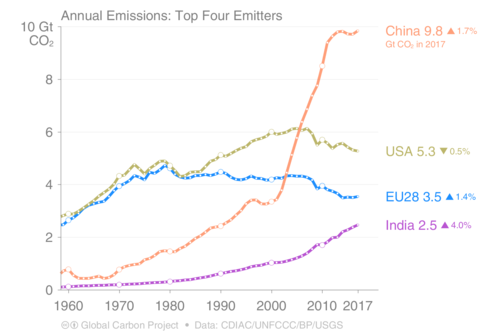 Annual Emissions: Top Four Emitters
10 Gt
CO₂
8
6
4
2
0
China 9.8 ▲1.7%
Gt CO₂ in 2017
USA 5.3 ▼0.5%
EU28 3.5 ▲1.4%
India 2.5 ▲4.0%
1960 1970 1980 1990 2000 2010 2017
Global Carbon Project • Data: CDIAC/UNFCCC/BP/USGS